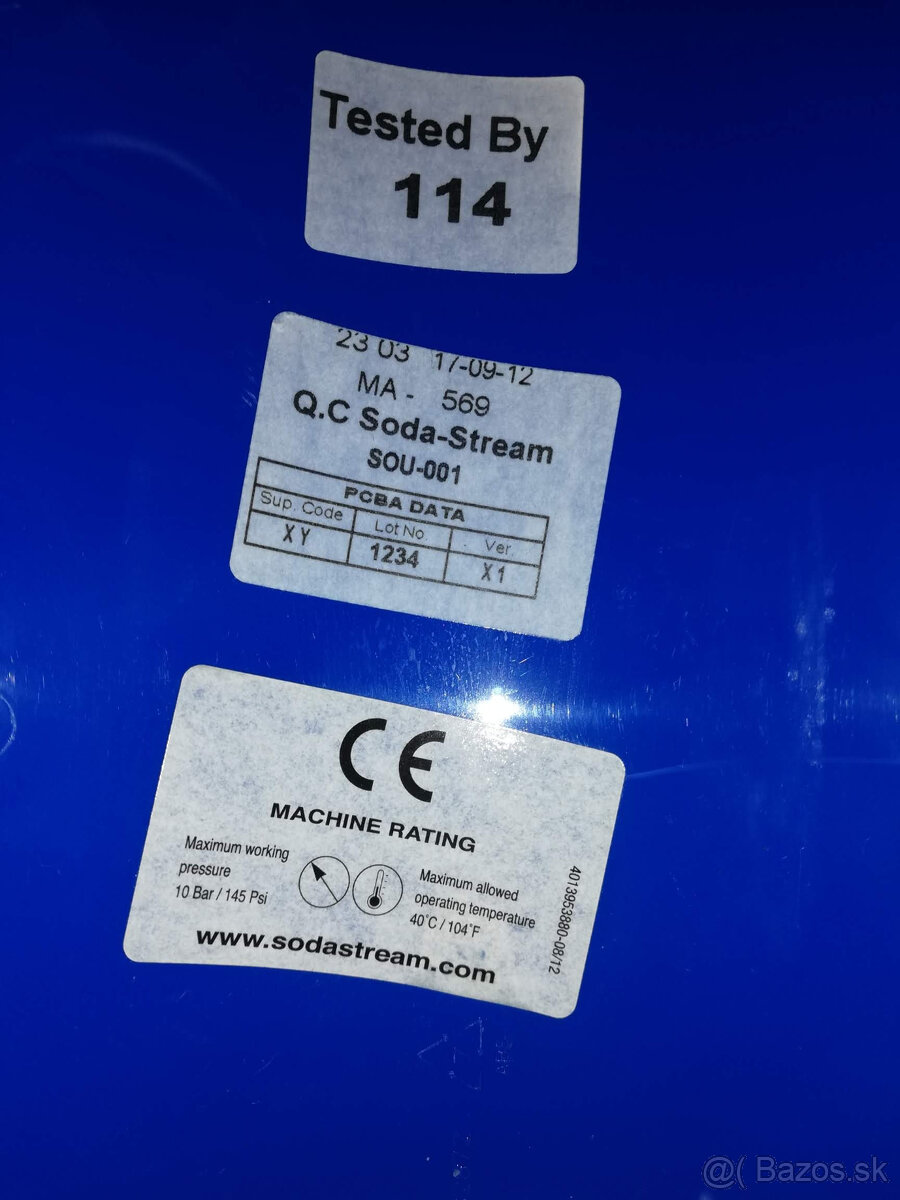 Tested By
114
23 03 17-09-12
MA - 569
Q.C Soda-Stream
SOU-001
PCBA DATA
Sup. Code Lot No. Ver.
XY 1234 X1
CE
MACHINE RATING
Maximum working
pressure
10 Bar / 145 Psi
Maximum allowed
operating temperature
40°C / 104°F
4013953880-08/12
www.sodastream.com
@( Bazos.sk